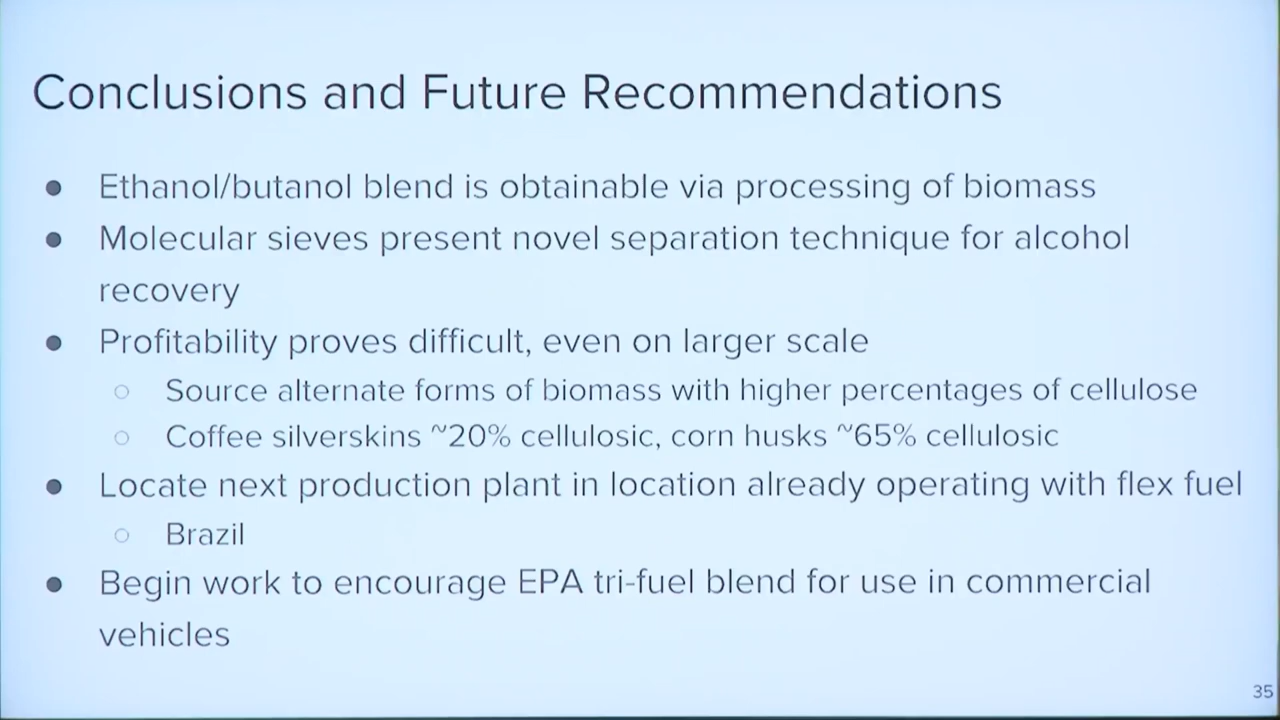 Conclusions and Future Recommendations
● Ethanol/butanol blend is obtainable via processing of biomass
● Molecular sieves present novel separation technique for alcohol
recovery
● Profitability proves difficult, even on larger scale
○ Source alternate forms of biomass with higher percentages of cellulose
○ Coffee silverskins ~20% cellulosic, corn husks ~65% cellulosic
● Locate next production plant in location already operating with flex fuel
○ Brazil
● Begin work to encourage EPA tri-fuel blend for use in commercial
vehicles
35